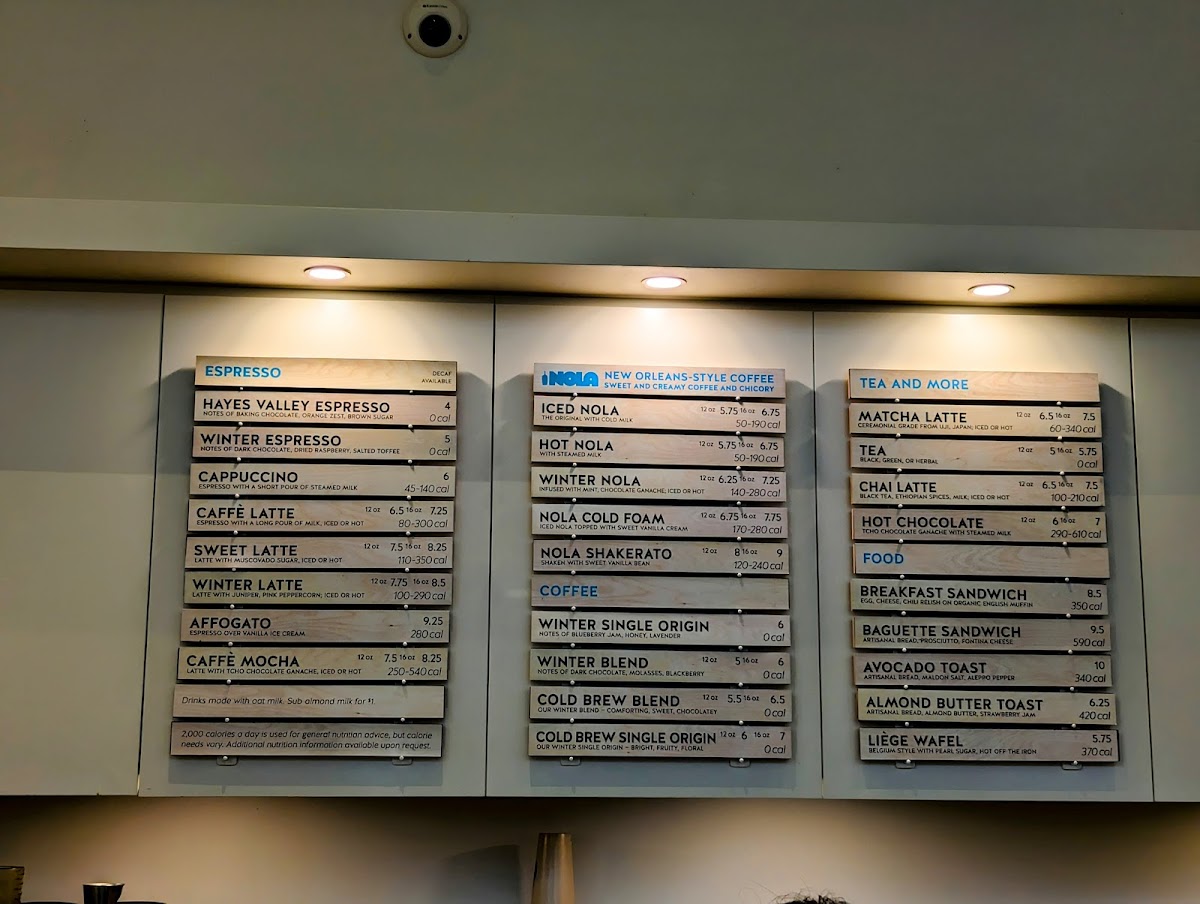 ESPRESSO
DECAF
AVAILABLE
HAYES VALLEY ESPRESSO 4
NOTES OF BAKING CHOCOLATE, ORANGE ZEST, BROWN SUGAR 0 cal
WINTER ESPRESSO 5
NOTES OF DARK CHOCOLATE, DRIED RASPBERRY, SALTED TOFFEE 0 cal
CAPPUCCINO 6
ESPRESSO WITH A SHORT POUR OF STEAMED MILK 45-140 cal
CAFFÈ LATTE 12 oz 6.5 16 oz 7.25
ESPRESSO WITH A LONG POUR OF MILK, ICED OR HOT 80-300 cal
SWEET LATTE 12 oz 7.5 16 oz 8.25
LATTE WITH MUSCOVADO SUGAR, ICED OR HOT 110-350 cal
WINTER LATTE 12 oz 7.75 16 oz 8.5
LATTE WITH JUNIPER, PINK PEPPERCORN, ICED OR HOT 100-290 cal
AFFOGATO 9.25
ESPRESSO OVER VANILLA ICE CREAM 280 cal
CAFFÈ MOCHA 12 oz 7.5 16 oz 8.25
LATTE WITH TCHO CHOCOLATE GANACHE, ICED OR HOT 250-540 cal
Drinks made with oat milk. Sub almond milk for $1.
2,000 calories a day is used for general nutrition advice, but calorie
needs vary. Additional nutrition information available upon request.
NOLA NEW ORLEANS-STYLE COFFEE
SWEET AND CREAMY COFFEE AND CHICORY
ICED NOLA 12 oz 5.75 16 oz 6.75
THE ORIGINAL WITH COLD MILK 50-190 cal
HOT NOLA 12 oz 5.75 16 oz 6.75
WITH STEAMED MILK 50-190 cal
WINTER NOLA 12 oz 6.25 16 oz 7.25
INFUSED WITH MINT, CHOCOLATE GANACHE, ICED OR HOT 140-280 cal
NOLA COLD FOAM 12 oz 6.75 16 oz 7.75
ICED NOLA TOPPED WITH SWEET VANILLA CREAM 170-280 cal
NOLA SHAKERATO 12 oz 8 16 oz 9
SHAKEN WITH SWEET VANILLA BEAN 120-240 cal
COFFEE
WINTER SINGLE ORIGIN 6
NOTES OF BLUEBERRY JAM, HONEY, LAVENDER 0 cal
WINTER BLEND 12 oz 5 16 oz 6
NOTES OF DARK CHOCOLATE, MOLASSES, BLACKBERRY 0 cal
COLD BREW BLEND 12 oz 5.5 16 oz 6.5
OUR WINTER BLEND – COMFORTING, SWEET, CHOCOLATEY 0 cal
COLD BREW SINGLE ORIGIN 12 oz 6 16 oz 7
OUR WINTER SINGLE ORIGIN – BRIGHT, FRUITY, FLORAL 0 cal
TEA AND MORE
MATCHA LATTE 12 oz 6.5 16 oz 7.5
CEREMONIAL GRADE FROM UJI, JAPAN; ICED OR HOT 60-340 cal
TEA 12 oz 5 16 oz 5.75
BLACK, GREEN, OR HERBAL 0 cal
CHAI LATTE 12 oz 6.5 16 oz 7.5
BLACK TEA, ETHIOPIAN SPICES, MILK; ICED OR HOT 100-210 cal
HOT CHOCOLATE 12 oz 6 16 oz 7
TCHO CHOCOLATE GANACHE WITH STEAMED MILK 290-610 cal
FOOD
BREAKFAST SANDWICH 8.5
EGG, CHEESE, CHILI RELISH ON ORGANIC ENGLISH MUFFIN 350 cal
BAGUETTE SANDWICH 9.5
ARTISANAL BREAD, PROSCIUTTO, FONTINA CHEESE 590 cal
AVOCADO TOAST 10
ARTISANAL BREAD, MALDON SALT, ALEPPO PEPPER 340 cal
ALMOND BUTTER TOAST 6.25
ARTISANAL BREAD, ALMOND BUTTER, STRAWBERRY JAM 420 cal
LIÈGE WAFEL 5.75
BELGIUM STYLE WITH PEARL SUGAR, HOT OFF THE IRON 370 cal